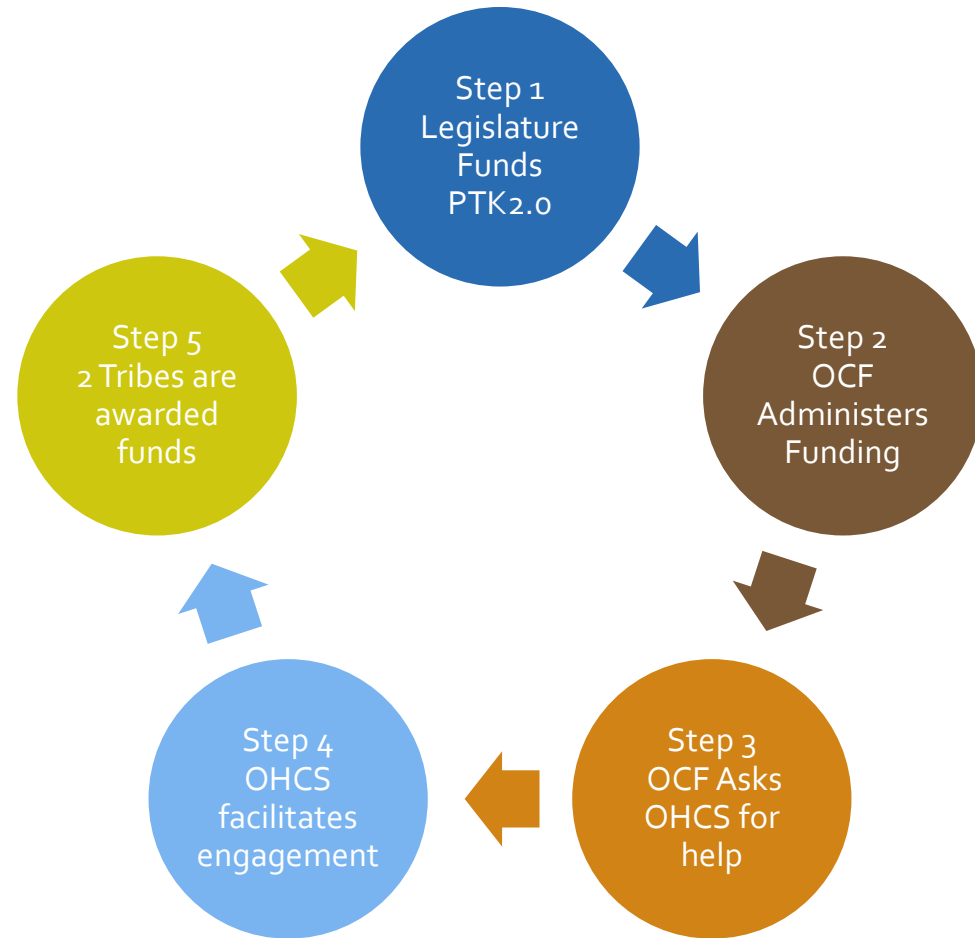 Step 1
Legislature
Funds
PTK2.0
Step 2
OCF
Administers
Funding
Step 3
OCF Asks
OHCS for
help
Step 4
OHCS
facilitates
engagement
Step 5
2 Tribes are
awarded
funds